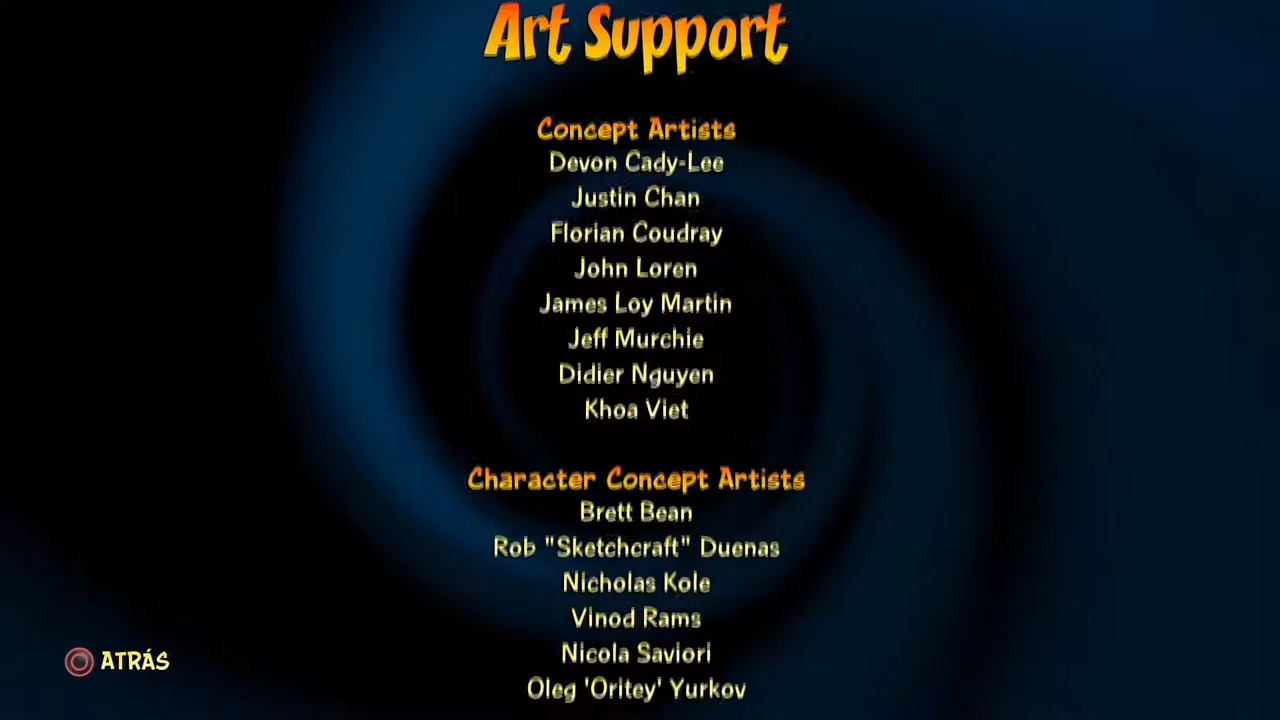 Art Support
Concept Artists
Devon Cady-Lee
Justin Chan
Florian Coudray
John Loren
James Loy Martin
Jeff Murchie
Didier Nguyen
Khoa Viet
Character Concept Artists
Brett Bean
Rob "Sketchcraft" Duenas
Nicholas Kole
Vinod Rams
Nicola Saviori
Oleg 'Oritey' Yurkov
ATRÁS